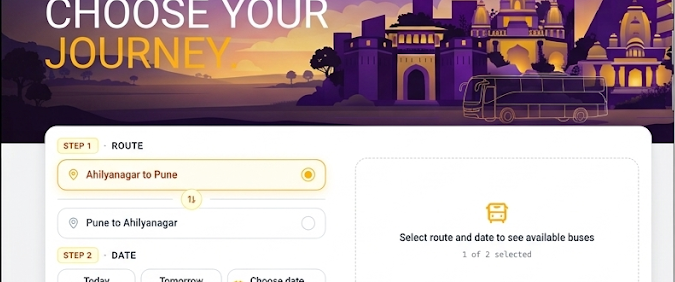 CHOOSE YOUR
JOURNEY.
STEP 1 · ROUTE
Ahilyanagar to Pune
Pune to Ahilyanagar
STEP 2 · DATE
Today
Tomorrow
Choose date
Select route and date to see available buses
1 of 2 selected